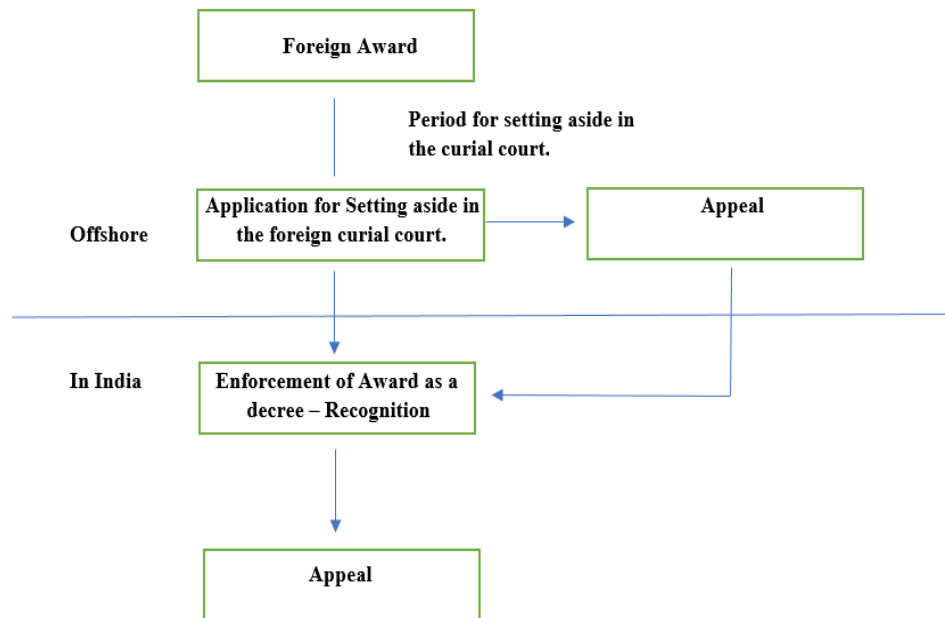 Foreign Award
Period for setting aside in
the curial court.
Application for Setting aside in
the foreign curial court.
Appeal
Offshore
In India
Enforcement of Award as a
decree – Recognition
Appeal